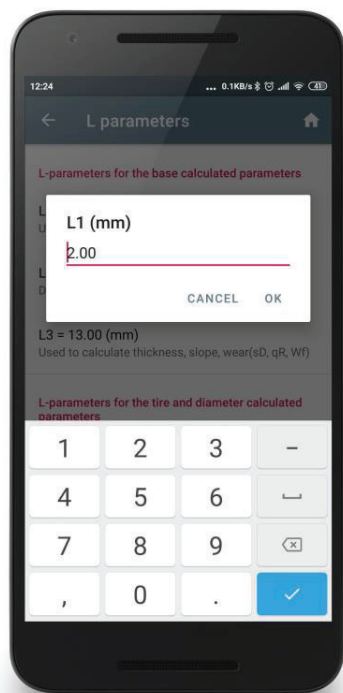 12:24
... 0.1KB/s 41
L parameters
L-parameters for the base calculated parameters
L
U
L1 (mm)
2.00
L
D
CANCEL OK
L3 = 13.00 (mm)
Used to calculate thickness, slope, wear(sD, qR, Wf)
L-parameters for the tire and diameter calculated
parameters
1 2 3 -
4 5 6
7 8 9
, 0 .